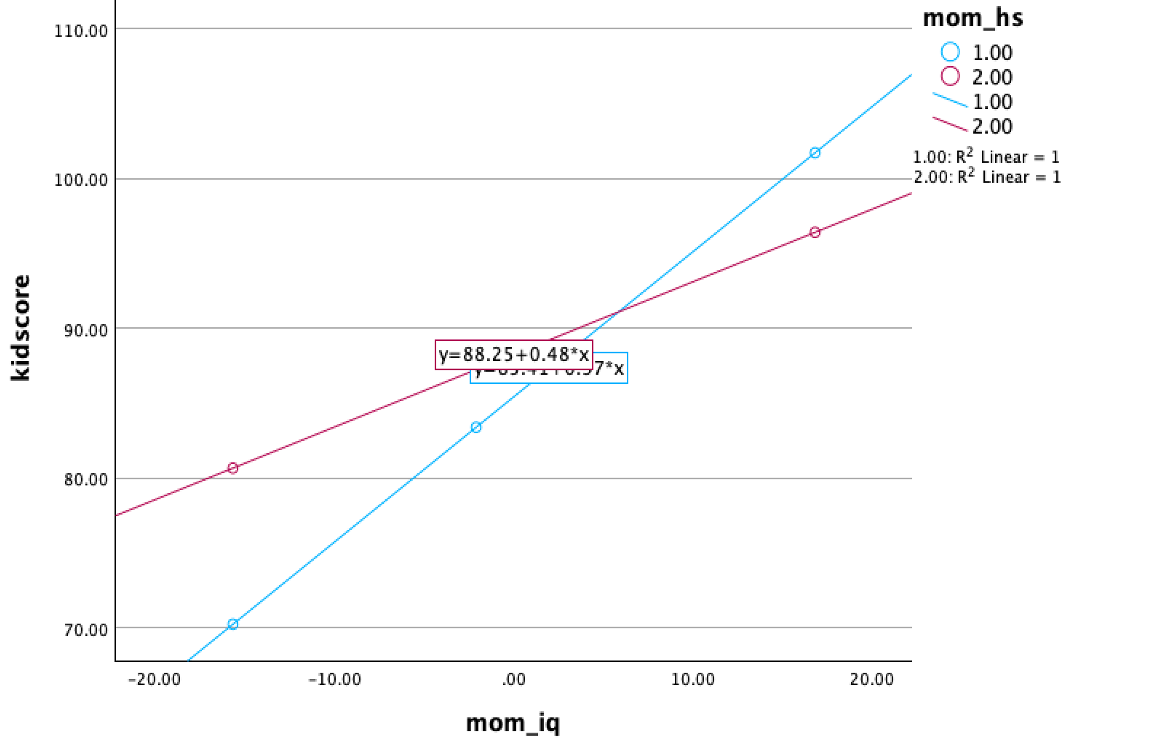 110.00
100.00
90.00
80.00
70.00
kidscore
y=88.25+0.48*x
-20.00
-10.00
.00
10.00
20.00
mom_iq
mom_hs
1.00
2.00
1.00
2.00
1.00: R² Linear = 1
2.00: R² Linear = 1